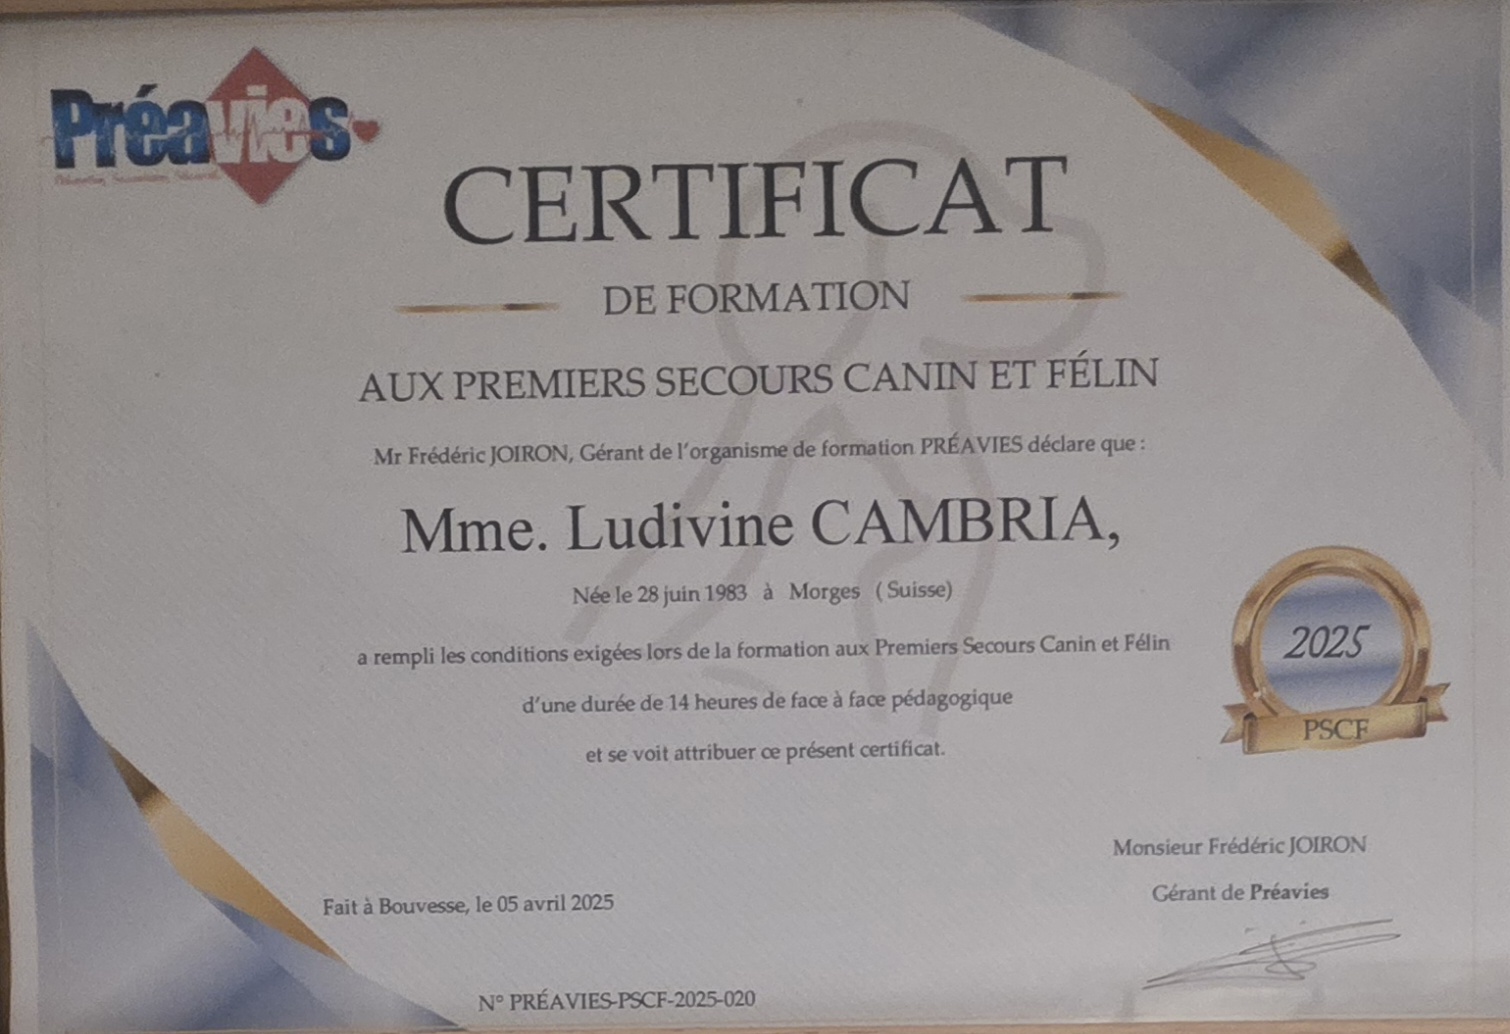 Préavies
CERTIFICAT
DE FORMATION
AUX PREMIERS SECOURS CANIN ET FÉLIN
Mr Frédéric JOIRON, Gérant de l'organisme de formation PRÉAVIES déclare que :
Mme. Ludivine CAMBRIA,
Née le 28 juin 1983 à Morges ( Suisse)
a rempli les conditions exigées lors de la formation aux Premiers Secours Canin et Félin
d'une durée de 14 heures de face à face pédagogique
et se voit attribuer ce présent certificat.
2025
PSCF
Monsieur Frédéric JOIRON
Gérant de Préavies
Fait à Bouvesse, le 05 avril 2025
N° PRÉAVIES-PSCF-2025-020